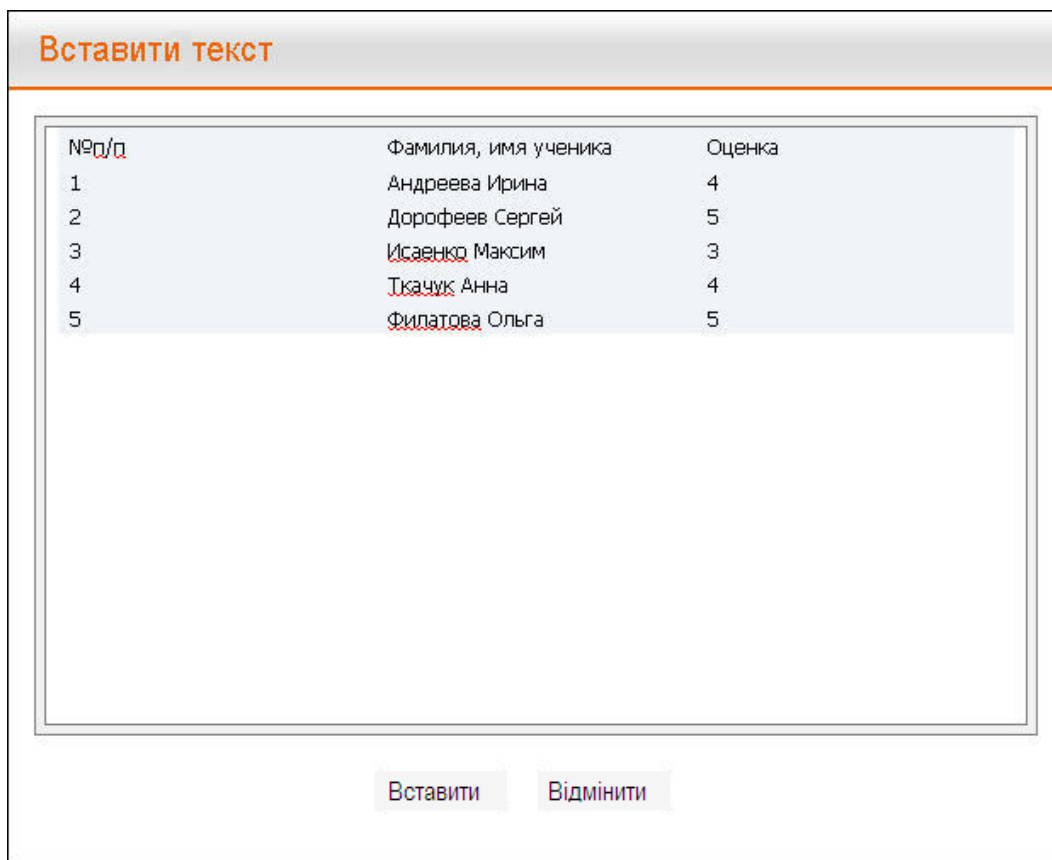 Вставити текст
№п/п Фамилия, имя ученика Оценка
1 Андреева Ирина 4
2 Дорофеев Сергей 5
3 Исаенко Максим 3
4 Ткачук Анна 4
5 Филатова Ольга 5
Вставити Відмінити